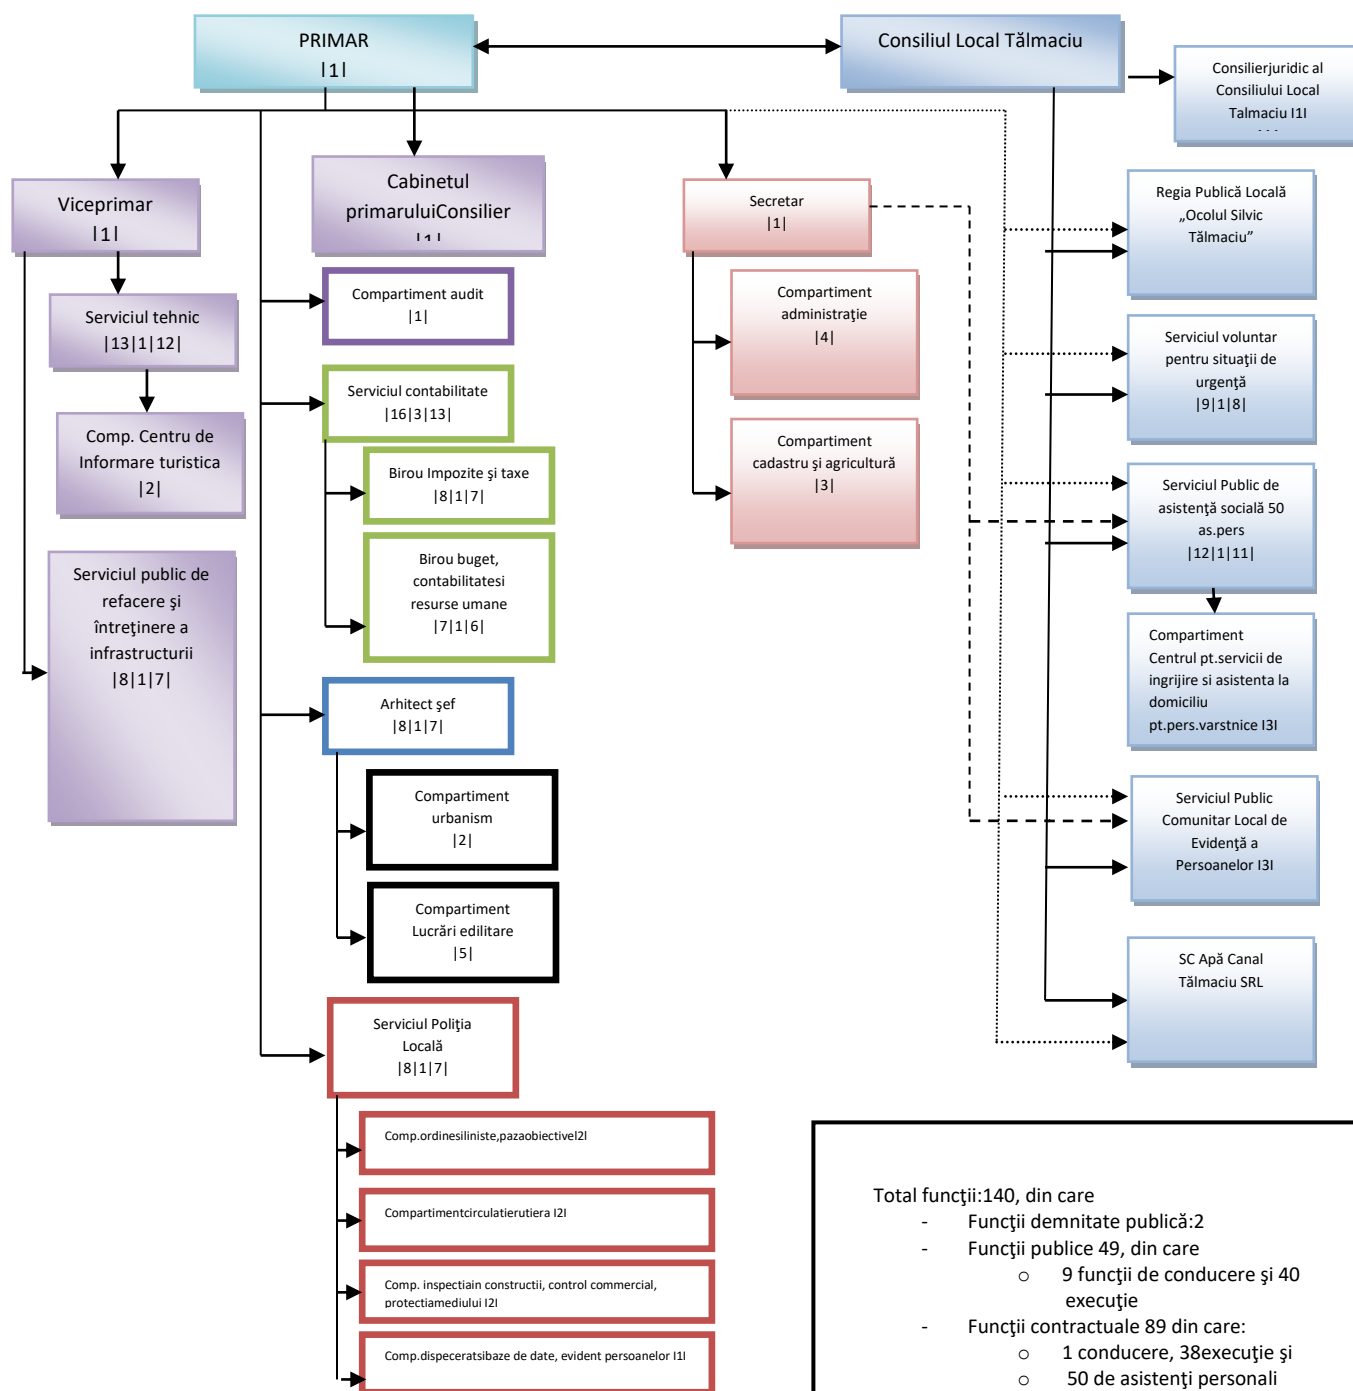 PRIMAR
|1|
Consiliul Local Tălmaciu
Consilierjuridic al
Consiliului Local
Talmaciu I1I
Viceprimar
|1|
Cabinetul
primaruluiConsilier
|1|
Secretar
|1|
Regia Publică Locală
„Ocolul Silvic
Tălmaciu”
Serviciul tehnic
|13|1|12|
Compartiment audit
|1|
Compartiment
administraţie
|4|
Serviciul voluntar
pentru situaţii de
urgenţă
|9|1|8|
Comp. Centru de
Informare turistica
|2|
Serviciul contabilitate
|16|3|13|
Birou Impozite şi taxe
|8|1|7|
Birou buget,
contabilitatesi
resurse umane
|7|1|6|
Compartiment
cadastru şi agricultură
|3|
Serviciul Public de
asistenţă socială 50
as.pers
|12|1|11|
Serviciul public de
refacere şi
întreţinere a
infrastructurii
|8|1|7|
Compartiment
Centrul pt.servicii de
ingrijire si asistenta la
domiciliu
pt.pers.varstnice I3I
Arhitect şef
|8|1|7|
Compartiment
urbanism
|2|
Compartiment
Lucrări edilitare
|5|
Serviciul Public
Comunitar Local de
Evidenţă a
Persoanelor I3I
SC Apă Canal
Tălmaciu SRL
Serviciul Poliţia
Locală
|8|1|7|
Comp.ordinesiliniste,pazaobiectiveI2I
Compartimentcirculatierutiera I2I
Comp. inspectiain constructii, control commercial,
protectiamediului I2I
Comp.dispeceratsibaze de date, evident persoanelor I1I
Total funcţii:140, din care
- Funcţii demnitate publică:2
- Funcţii publice 49, din care
o 9 funcţii de conducere şi 40
execuţie
- Funcţii contractuale 89 din care:
o 1 conducere, 38execuţie şi
o 50 de asistenţi personali